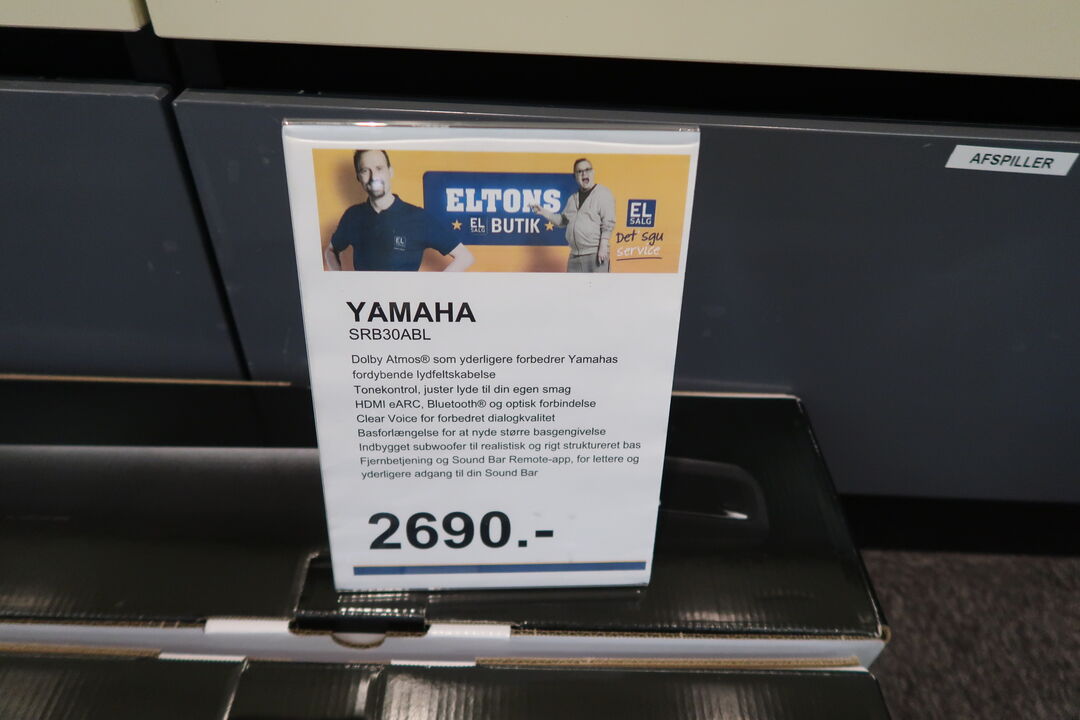 AFSPILLER
ELTONS
EL SALG BUTIK
EL
EL
SALG
Det sgu
service
YAMAHA
SRB30ABL
Dolby Atmos® som yderligere forbedrer Yamahas
fordybende lydfeltskabelse
Tonekontrol, juster lyde til din egen smag
HDMI eARC, Bluetooth® og optisk forbindelse
Clear Voice for forbedret dialogkvalitet
Basforlængelse for at nyde større basgengivelse
Indbygget subwoofer til realistisk og rigt struktureret bas
Fjernbetjening og Sound Bar Remote-app, for lettere og
yderligere adgang til din Sound Bar
2690.-